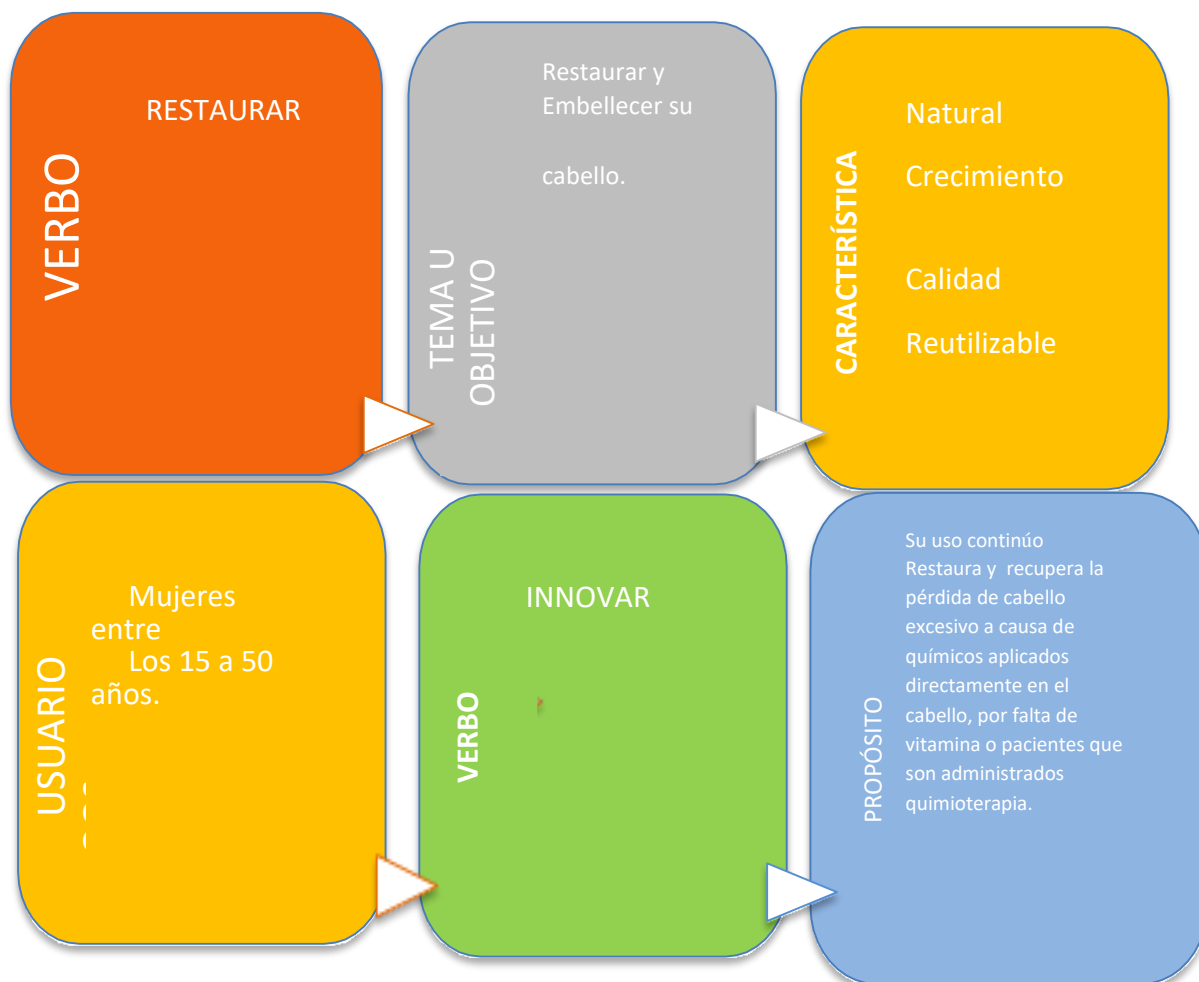 VERBO
RESTAURAR
TEMA U
OBJETIVO
Restaurar y
Embellecer su
cabello.
CARACTERÍSTICA
Natural
Crecimiento
Calidad
Reutilizable
USUARIO
Mujeres
entre
Los 15 a 50
años.
VERBO
INNOVAR
PROPÓSITO
Su uso continúo
Restaura y recupera la
pérdida de cabello
excesivo a causa de
químicos aplicados
directamente en el
cabello, por falta de
vitamina o pacientes que
son administrados
quimioterapia.